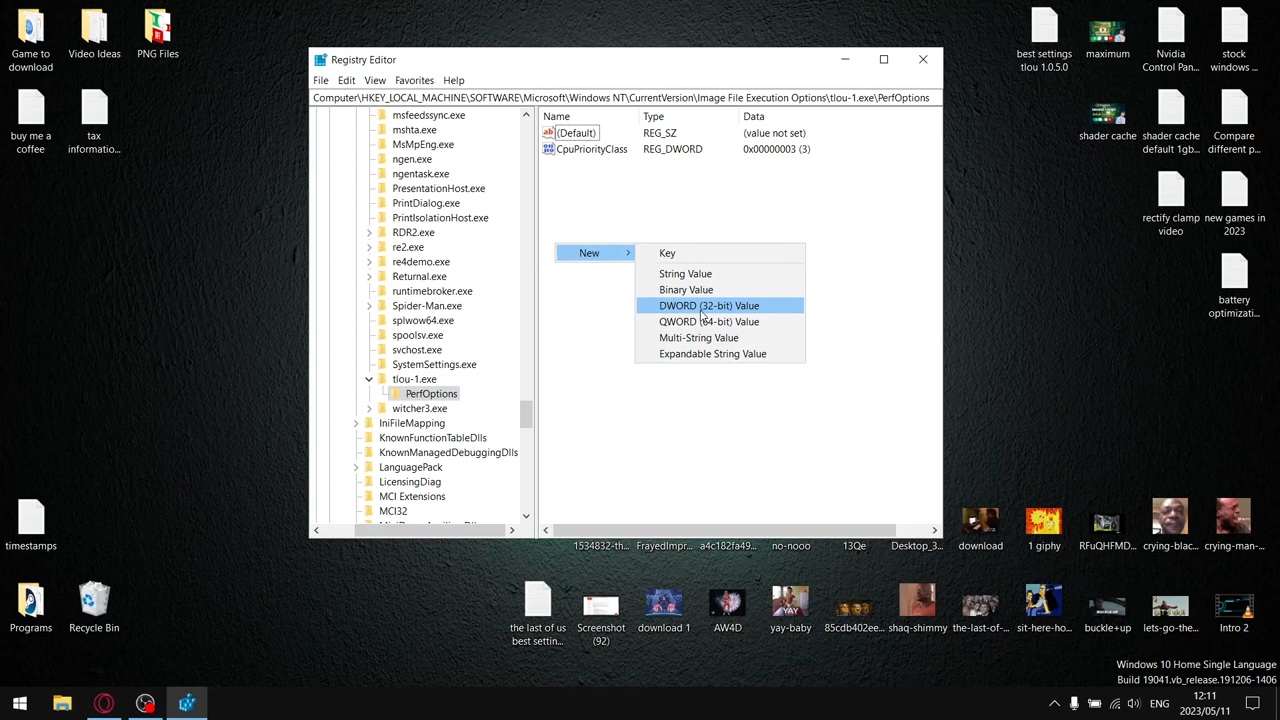 Game to
download
Video Ideas
PNG Files
buy me a
coffee
tax
informatio...
timestamps
Programs
Recycle Bin
Registry Editor
File
Edit
View
Favorites
Help
Computer\HKEY_LOCAL_MACHINE\SOFTWARE\Microsoft\Windows NT\CurrentVersion\Image File Execution Options\tlou-1.exe\PerfOptions
msfeedssync.exe
mshta.exe
MsMpEng.exe
ngen.exe
ngentask.exe
PresentationHost.exe
PrintDialog.exe
PrintIsolationHost.exe
RDR2.exe
re2.exe
re4demo.exe
Returnal.exe
runtimebroker.exe
Spider-Man.exe
splwow64.exe
spoolsv.exe
svchost.exe
SystemSettings.exe
tlou-1.exe
PerfOptions
witcher3.exe
IniFileMapping
KnownFunctionTableDlls
KnownManagedDebuggingDlls
LanguagePack
LicensingDiag
MCI Extensions
MCI32
Name Type Data
(Default) REG_SZ (value not set)
CpuPriorityClass REG_DWORD 0x00000003 (3)
New
Key
String Value
Binary Value
DWORD (32-bit) Value
QWORD (64-bit) Value
Multi-String Value
Expandable String Value
best settings
tlou 1.0.5.0
maximum
Nvidia
Control Pan...
stock
windows ...
shader cache
shader cache
default 1gb...
Compare
different p...
rectify clamp
video
new games in
2023
battery
optimizati...
1534832-th...
FrayedImpr...
a4c182fa49...
no-nooo
13Qe
Desktop_3...
download
1 giphy
RFuQHFMD...
crying-blac...
crying-man-...
the last of us
best settin...
Screenshot
(92)
download 1
AW4D
yay-baby
85cdb402ee...
shaq-shimmy
the-last-of-...
sit-here-ho...
buckle+up
lets-go-the...
Intro 2
Windows 10 Home Single Language
Build 19041.vb_release.191206-1406
ENG
12:11
2023/05/11